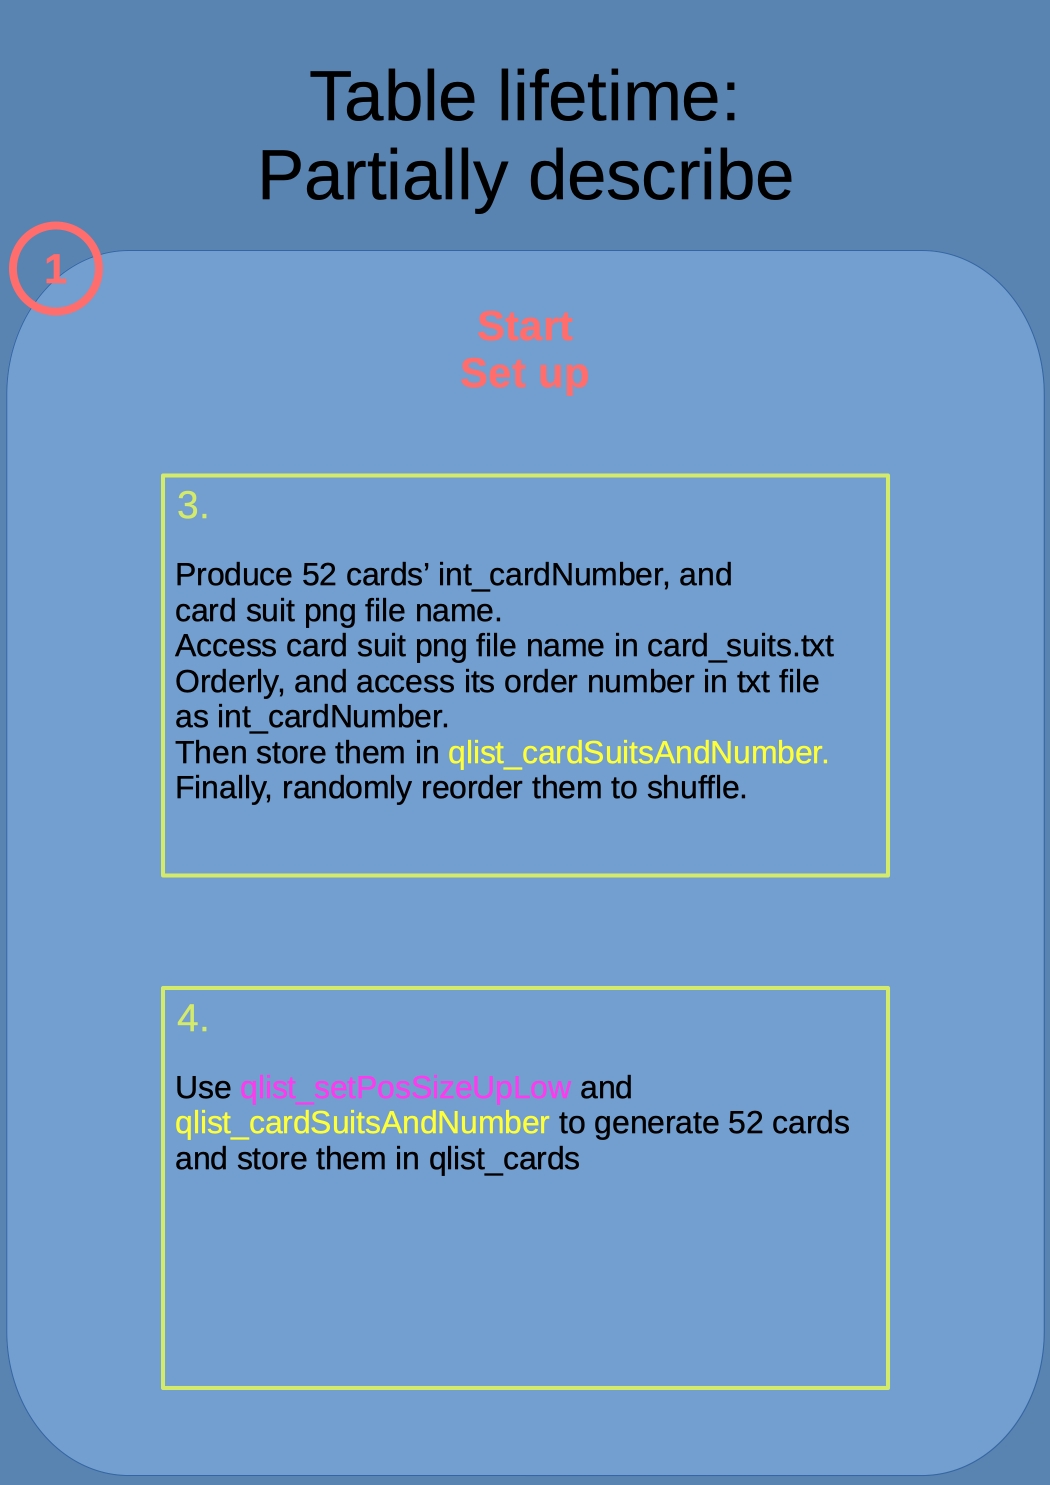 Table lifetime:
Partially describe
1
Start
Set up
3.
Produce 52 cards’ int_cardNumber, and
card suit png file name.
Access card suit png file name in card_suits.txt
Orderly, and access its order number in txt file
as int_cardNumber.
Then store them in qlist_cardSuitsAndNumber.
Finally, randomly reorder them to shuffle.
4.
Use qlist_setPosSizeUpLow and
qlist_cardSuitsAndNumber to generate 52 cards
and store them in qlist_cards